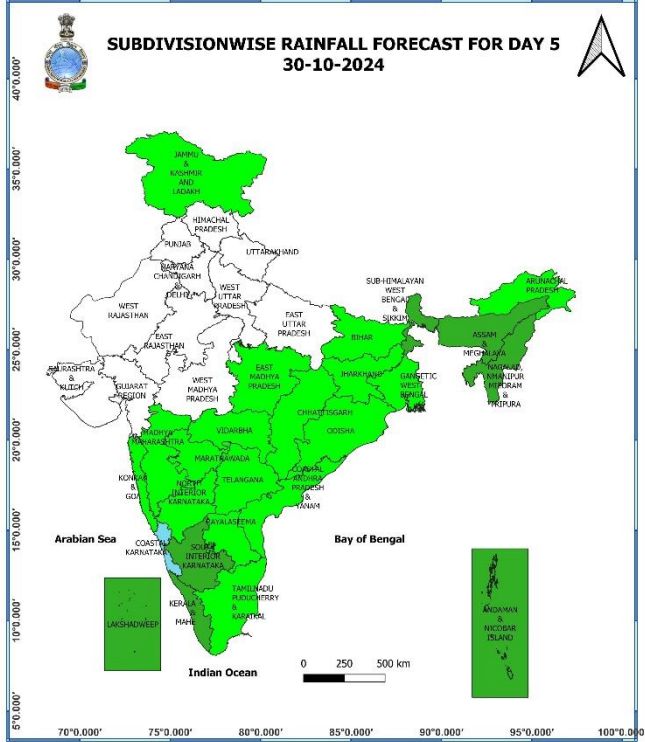 SUBDIVISIONWISE RAINFALL FORECAST FOR DAY 5
30-10-2024
40°0.000'
35°0.000'
30°0.000'
25°0.000'
20°0.000'
15°0.000'
10°0.000'
5°0.000'
JAMMU
&
KASHMIR
AND
LADAKH
HIMACHAL
PRADESH
PUNJAB
UTTARAKHAND
HARYANA
CHANDIGARH
&
DELHI
WEST
UTTAR
PRADESH
WEST
RAJASTHAN
EAST
UTTAR
PRADESH
EAST
RAJASTHAN
SUB-HIMALAYAN
WEST
BENGAL
&
SIKKIM
ARUNACHAL
PRADESH
ASSAM
&
MEGHALAYA
NAGALAND,
MANIPUR
MIZORAM
&
TRIPURA
BIHAR
SAURASHTRA
&
KUTCH
GUJARAT
REGION
WEST
MADHYA
PRADESH
EAST
MADHYA
PRADESH
JHARKHAND
GANGETIC
WEST
BENGAL
CHHATTISGARH
ODISHA
MADHYA
MAHARASHTRA
VIDARBHA
MARATHWADA
TELANGANA
KONKAN
&
GOA
NORTH
INTERIOR
KARNATAKA
COASTAL
ANDHRA
PRADESH
&
YANAM
RAYALASEEMA
Arabian Sea
Bay of Bengal
COASTAL
KARNATAKA
SOUTH
INTERIOR
KARNATAKA
TAMILNADU
PUDUCHERRY
&
KARAIKAL
KERALA
&
MAHE
LAKSHADWEEP
ANDAMAN
&
NICOBAR
ISLAND
Indian Ocean
0 250 500 km
70°0.000' 75°0.000' 80°0.000' 85°0.000' 90°0.000' 95°0.000' 100°0.000